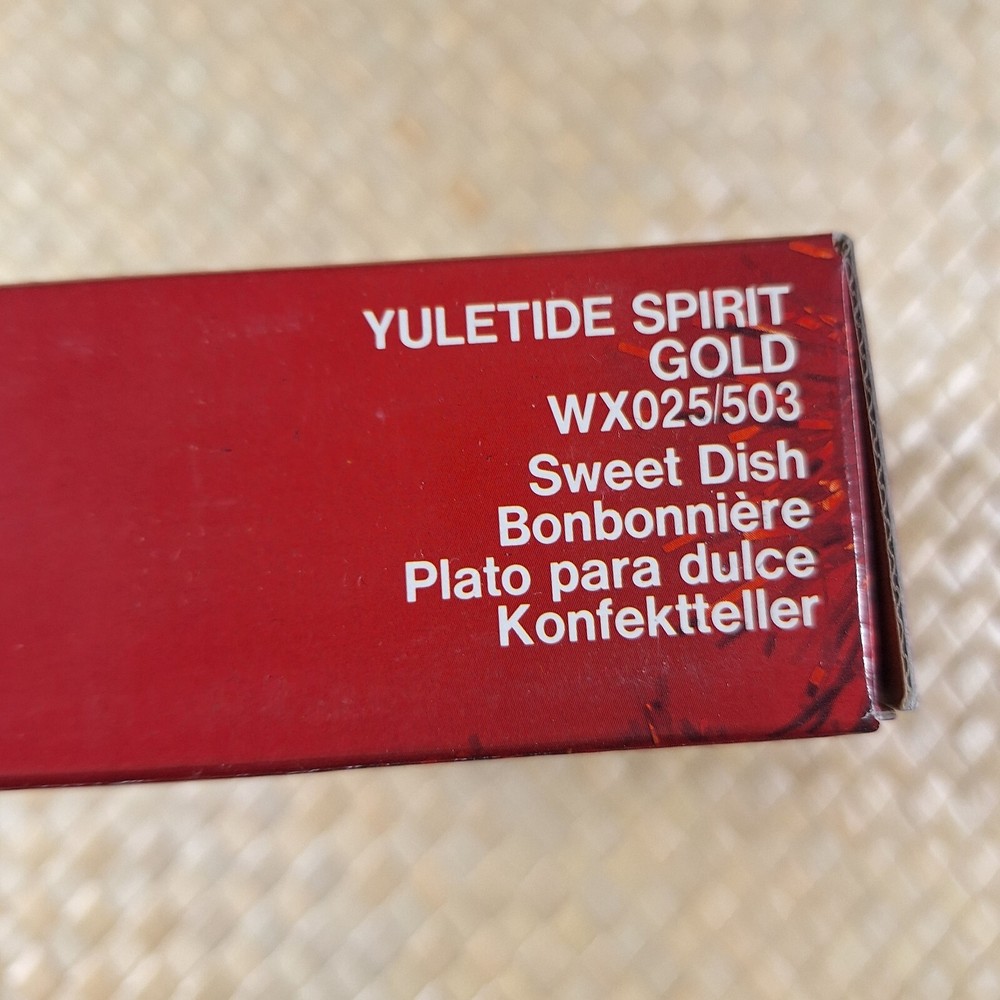 YULETIDE SPIRIT
GOLD
WX025/503
Sweet Dish
Bonbonnière
Plato para dulce
Konfektteller